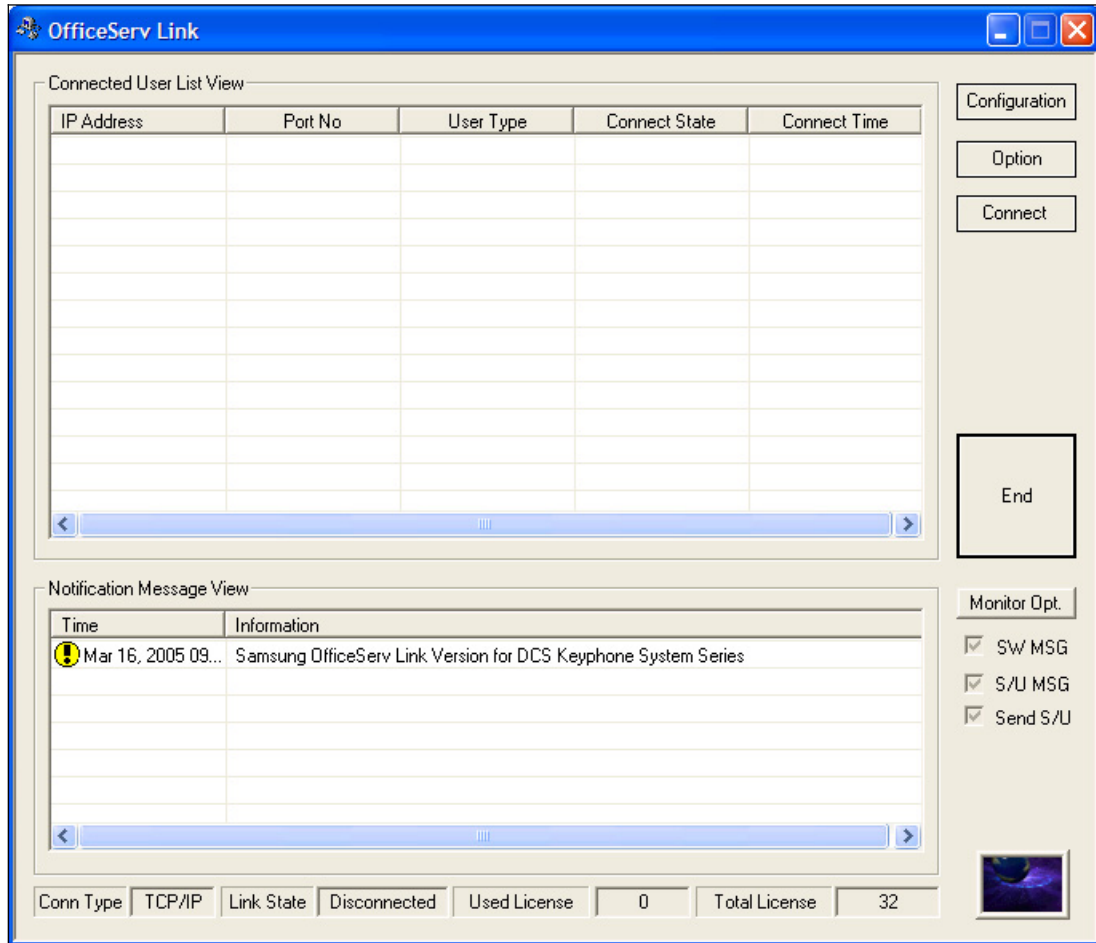 OfficeServ Link
Connected User List View
IP Address Port No User Type Connect State Connect Time
Configuration
Option
Connect
End
Notification Message View
Time Information
Mar 16, 2005 09... Samsung OfficeServ Link Version for DCS Keyphone System Series
Monitor Opt.
SW MSG
S/U MSG
Send S/U
Conn Type TCP/IP Link State Disconnected Used License 0 Total License 32